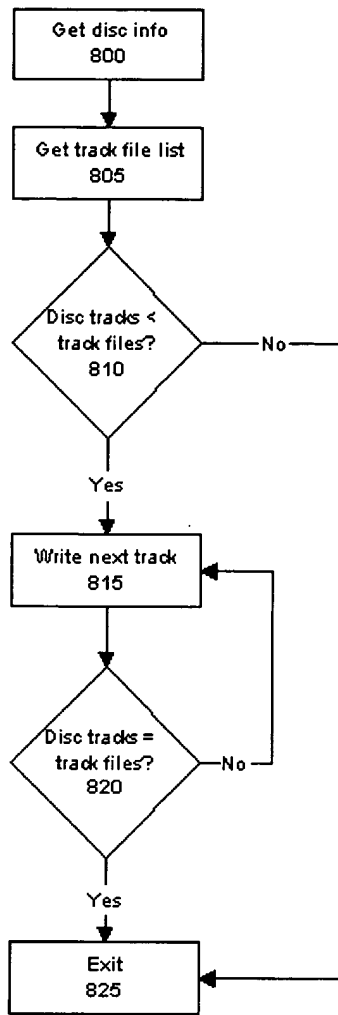 Get disc info
800
Get track file list
805
Disc tracks <
track files?
810
No
Yes
Write next track
815
Disc tracks =
track files?
820
No
Yes
Exit
825